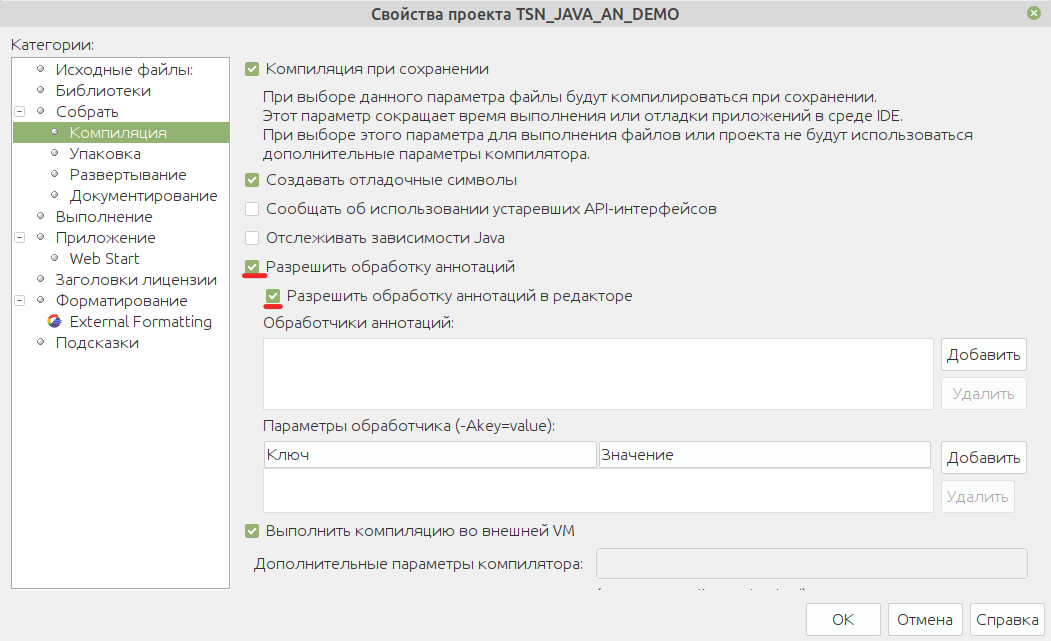 Свойства проекта TSN_JAVA_AN_DEMO
Категории:
Исходные файлы:
Библиотеки
Собрать
Компиляция
Упаковка
Развертывание
Документирование
Выполнение
Приложение
Web Start
Заголовки лицензии
Форматирование
External Formatting
Подсказки
Компиляция при сохранении
При выборе данного параметра файлы будут компилироваться при сохранении.
Этот параметр сокращает время выполнения или отладки приложений в среде IDE.
При выборе этого параметра для выполнения файлов или проекта не будут использоваться
дополнительные параметры компилятора.
Создавать отладочные символы
Сообщать об использовании устаревших API-интерфейсов
Отслеживать зависимости Java
Разрешить обработку аннотаций
Разрешить обработку аннотаций в редакторе
Обработчики аннотаций:
Добавить
Удалить
Параметры обработчика (-Akey=value):
Ключ Значение
Добавить
Удалить
Выполнить компиляцию во внешней VM
Дополнительные параметры компилятора:
OK Отмена Справка